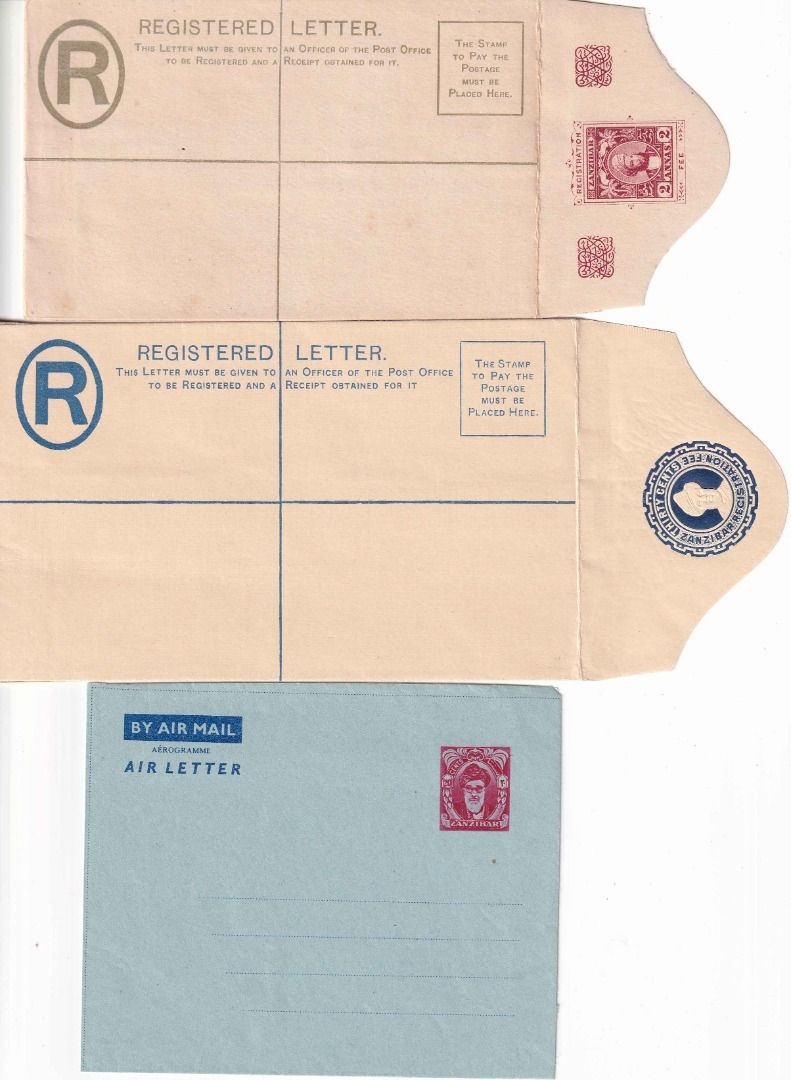 R
REGISTERED LETTER.
THIS LETTER MUST BE GIVEN TO AN OFFICER OF THE POST OFFICE
TO BE REGISTERED AND A RECEIPT OBTAINED FOR IT.
THE STAMP
TO PAY THE
POSTAGE
MUST BE
PLACED HERE.
REGISTRATION
FEE
ZANZIBAR
2 ANNAS 2
R
REGISTERED LETTER.
THIS LETTER MUST BE GIVEN TO AN OFFICER OF THE POST OFFICE
TO BE REGISTERED AND A RECEIPT OBTAINED FOR IT
THE STAMP
TO PAY THE
POSTAGE
MUST BE
PLACED HERE.
ZANZIBAR REGISTRATION FEE THIRTY CENTS
BY AIR MAIL
AÉROGRAMME
AIR LETTER
ZANZIBAR